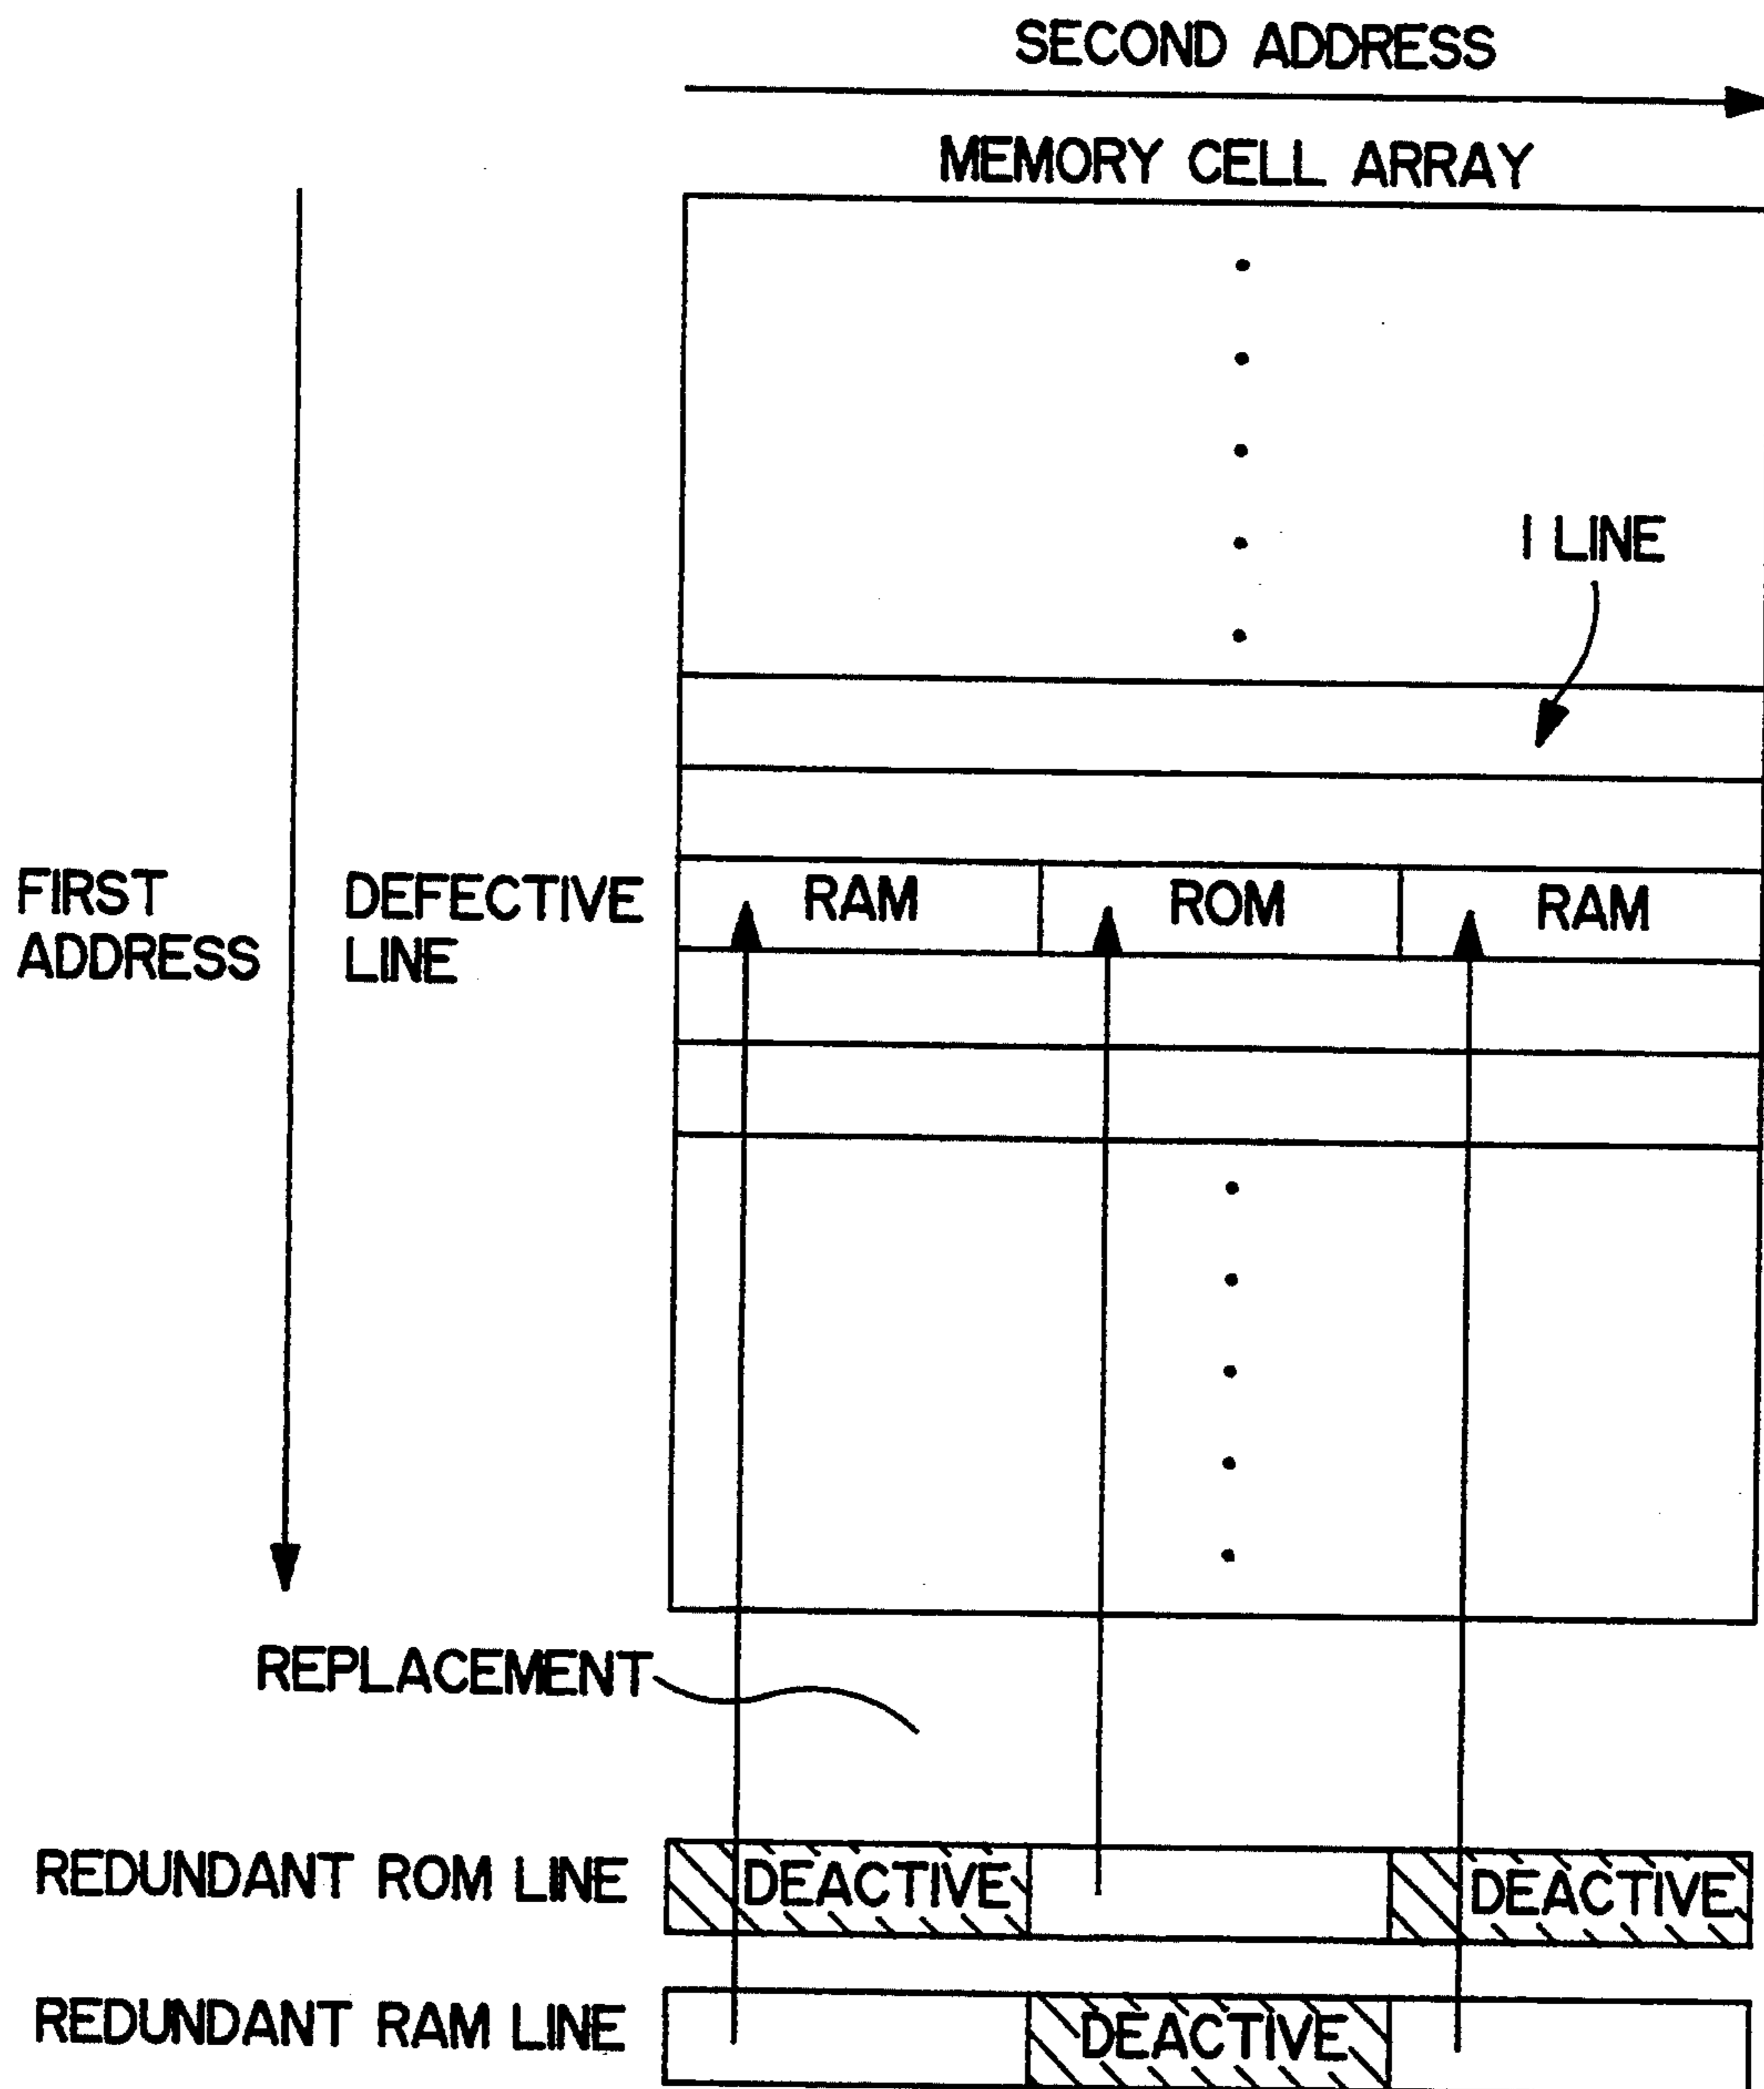 SECOND ADDRESS
MEMORY CELL ARRAY
1 LINE
FIRST
ADDRESS
DEFECTIVE
LINE
RAM
ROM
RAM
REPLACEMENT
REDUNDANT ROM LINE
DEACTIVE
DEACTIVE
REDUNDANT RAM LINE
DEACTIVE